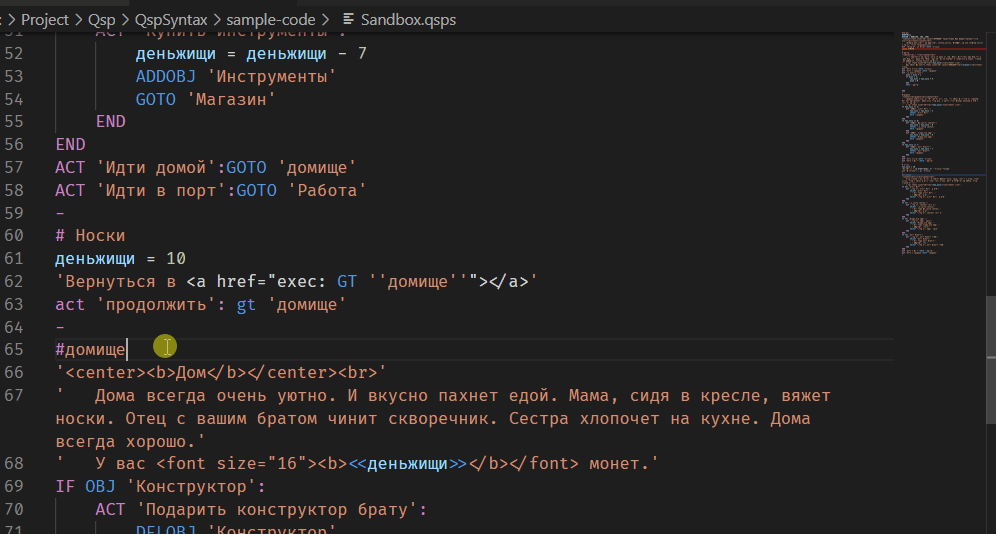 Project > Qsp > QspSyntax > sample-code > Sandbox.qsps
51 ACT 'Купить инструменты':
52 деньжищи = деньжищи - 7
53 ADDOBJ 'Инструменты'
54 GOTO 'Магазин'
55 END
56 END
57 ACT 'Идти домой':GOTO 'домище'
58 ACT 'Идти в порт':GOTO 'Работа'
59 -
60 # Носки
61 деньжищи = 10
62 'Вернуться в <a href="exec: GT ''домище''"></a>'
63 act 'продолжить': gt 'домище'
64 -
65 #домище
66 '<center><b>Дом</b></center><br>'
67 '   Дома всегда очень уютно. И вкусно пахнет едой. Мама, сидя в кресле, вяжет
носки. Отец с вашим братом чинит скворечник. Сестра хлопочет на кухне. Дома
всегда хорошо.'
68 '   У вас <font size="16"><b><<деньжищи>></b></font> монет.'
69 IF OBJ 'Конструктор':
70 ACT 'Подарить конструктор брату':
71 DELOBJ 'Конструктор'